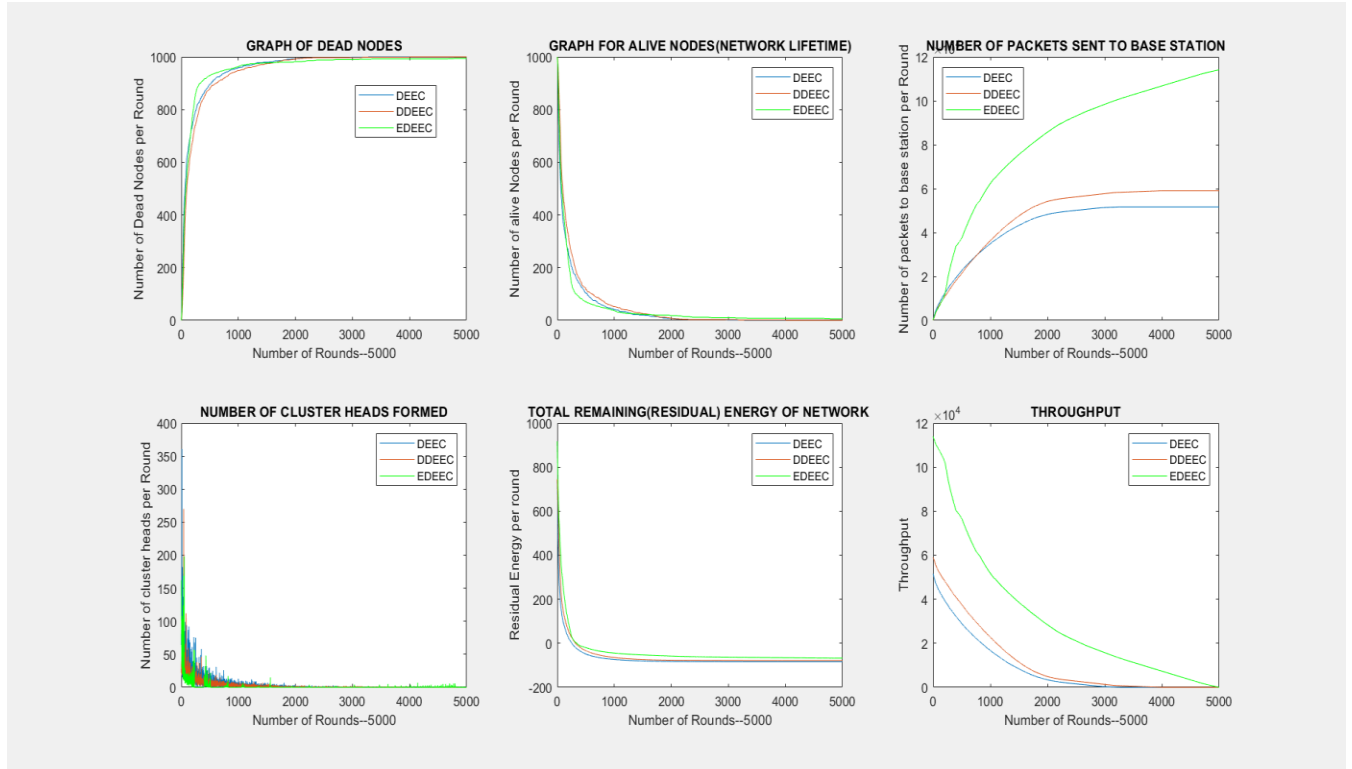 GRAPH OF DEAD NODES
Number of Dead Nodes per Round
1000
800
600
400
200
0
DEEC
DDEEC
EDEEC
0 1000 2000 3000 4000 5000
Number of Rounds--5000
GRAPH FOR ALIVE NODES(NETWORK LIFETIME)
Number of alive Nodes per Round
1000
800
600
400
200
0
DEEC
DDEEC
EDEEC
0 1000 2000 3000 4000 5000
Number of Rounds--5000
NUMBER OF PACKETS SENT TO BASE STATION
Number of packets to base station per Round
12
10
8
6
4
2
0
DEEC
DDEEC
EDEEC
0 1000 2000 3000 4000 5000
Number of Rounds--5000
NUMBER OF CLUSTER HEADS FORMED
Number of cluster heads per Round
400
350
300
250
200
150
100
50
0
DEEC
DDEEC
EDEEC
0 1000 2000 3000 4000 5000
Number of Rounds--5000
TOTAL REMAINING(RESIDUAL) ENERGY OF NETWORK
Residual Energy per round
1000
800
600
400
200
0
-200
DEEC
DDEEC
EDEEC
0 1000 2000 3000 4000 5000
Number of Rounds--5000
THROUGHPUT
×10⁴
Throughput
12
10
8
6
4
2
0
DEEC
DDEEC
EDEEC
0 1000 2000 3000 4000 5000
Number of Rounds--5000